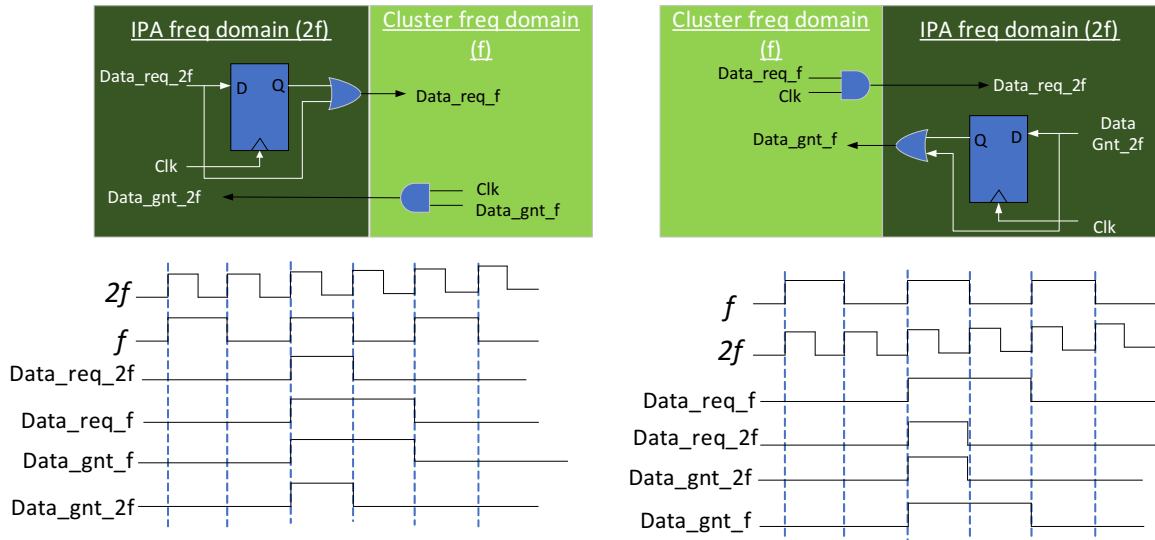 IPA freq domain (2f)
Cluster freq domain
(f)
Data_req_2f
D
Q
Data_req_f
Clk
Data_gnt_2f
Clk
Data_gnt_f
Cluster freq domain
(f)
IPA freq domain (2f)
Data_req_f
Clk
Data_req_2f
Data_gnt_f
Q
D
Data
Gnt_2f
Clk
2f
f
Data_req_2f
Data_req_f
Data_gnt_f
Data_gnt_2f
f
2f
Data_req_f
Data_req_2f
Data_gnt_2f
Data_gnt_f